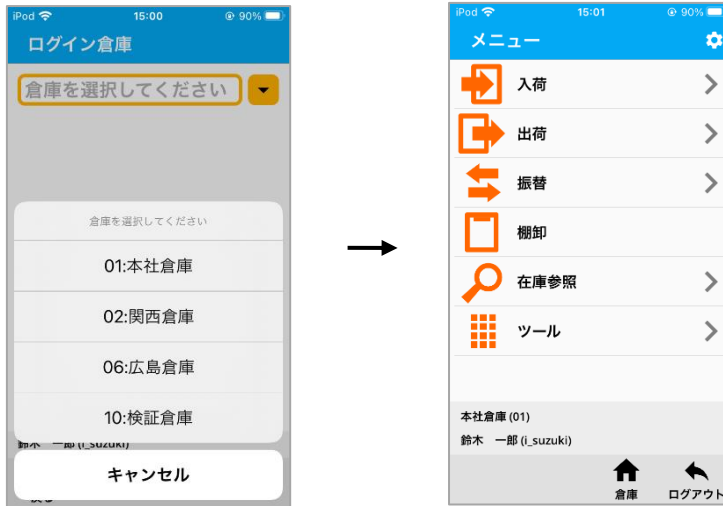 iPod 15:00 90%
ログイン倉庫
倉庫を選択してください
倉庫を選択してください
01:本社倉庫
02:関西倉庫
06:広島倉庫
10:検証倉庫
鈴木 一郎 (i_suzuki)
キャンセル
iPod 15:01 90%
メニュー
入荷
出荷
振替
棚卸
在庫参照
ツール
本社倉庫 (01)
鈴木 一郎 (i_suzuki)
倉庫 ログアウト